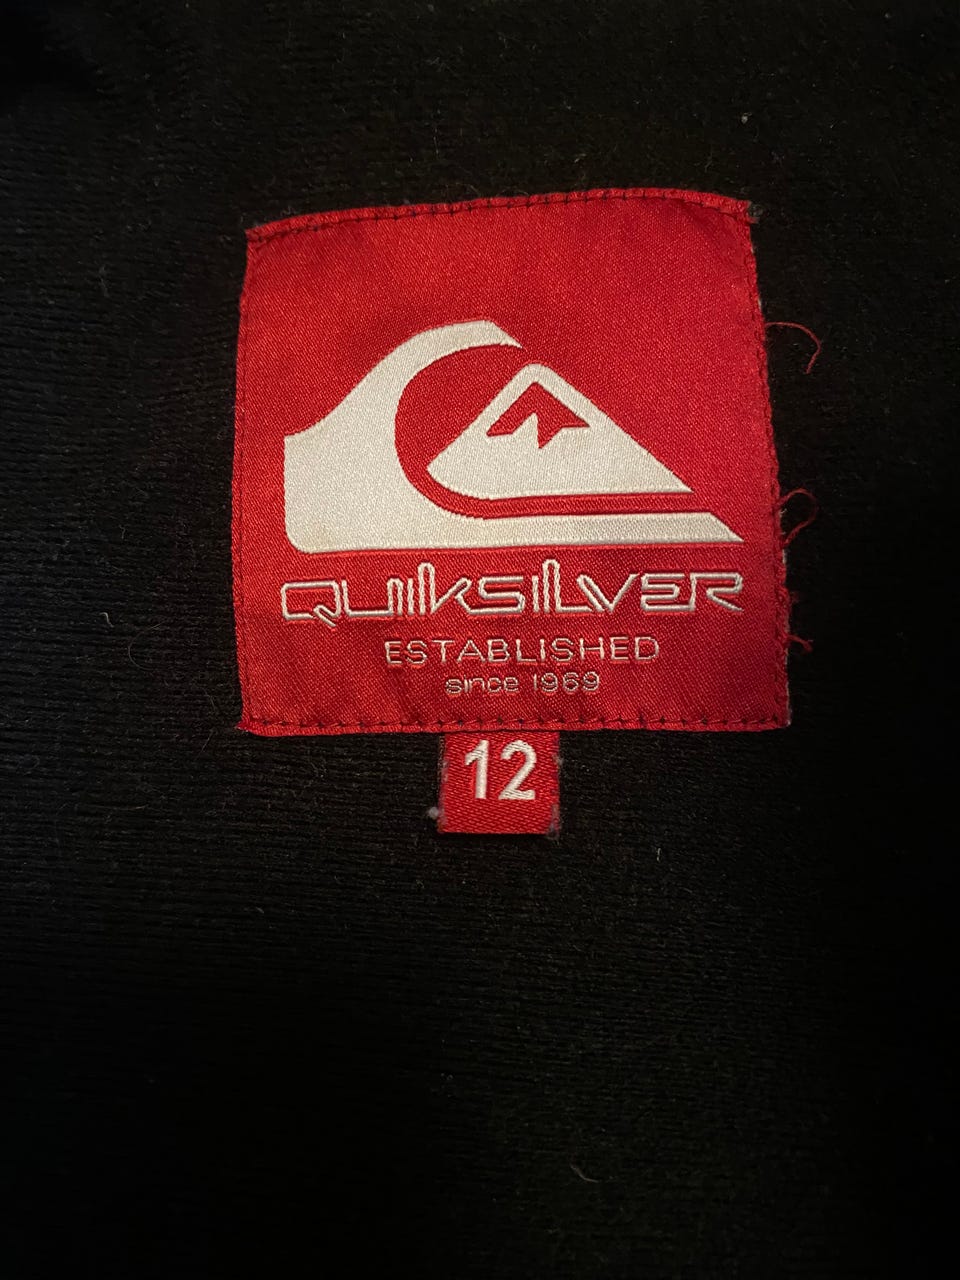 QUIKSILVER
ESTABLISHED
since 1969
12